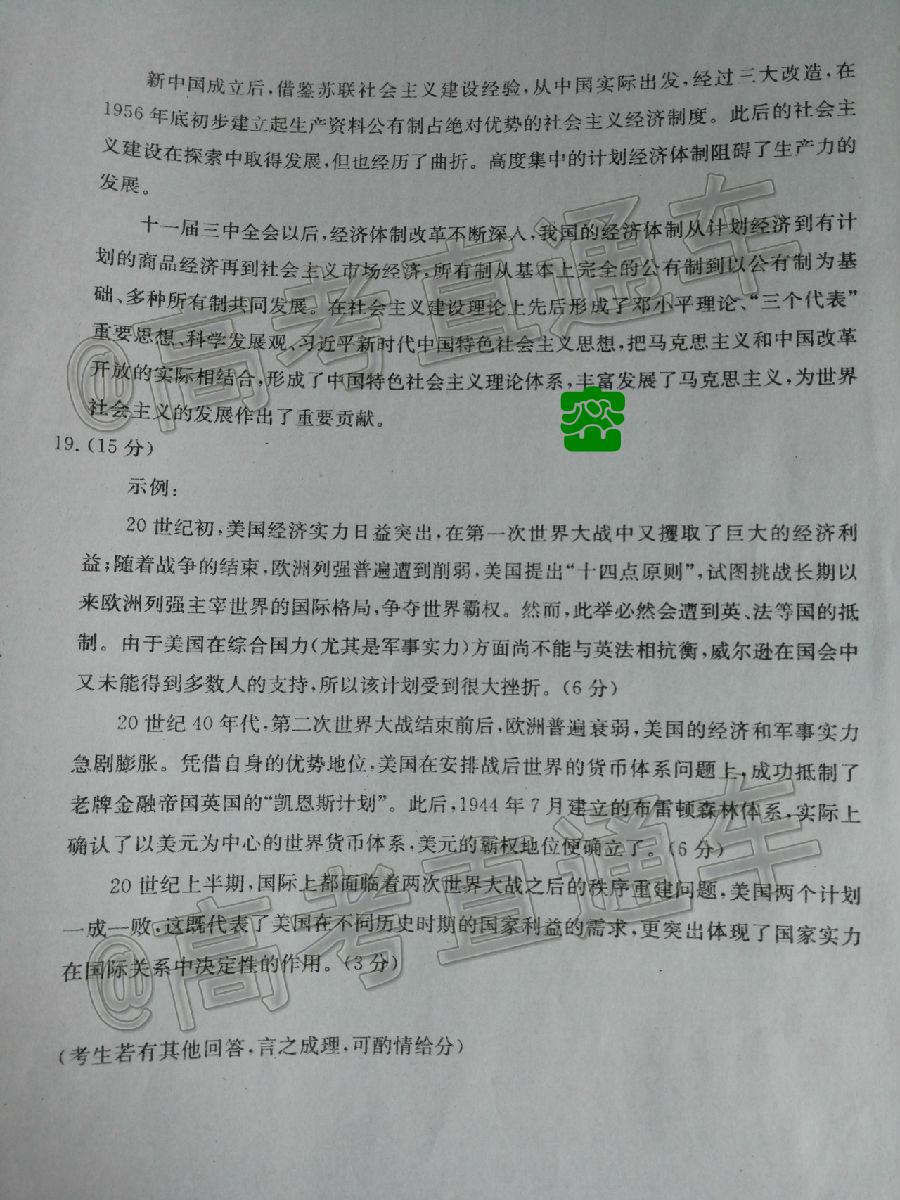 新中国成立后,借鉴苏联社会主义建设经验,从中国实际出发,经过三大改造,在
1956年底初步建立起生产资料公有制占绝对优势的社会主义经济制度。此后的社会主
义建设在探索中取得发展,但也经历了曲折。高度集中的计划经济体制阻碍了生产力的
发展。
十一届三中全会以后,经济体制改革不断深入,我国的经济体制从计划经济到有计
划的商品经济再到社会主义市场经济,所有制从基本上完全的公有制到以公有制为基
础、多种所有制共同发展。在社会主义建设理论上先后形成了邓小平理论、“三个代表”
重要思想、科学发展观、习近平新时代中国特色社会主义思想,把马克思主义和中国改革
开放的实际相结合,形成了中国特色社会主义理论体系,丰富发展了马克思主义,为世界
社会主义的发展作出了重要贡献。
19.(15分)
示例:
20世纪初,美国经济实力日益突出,在第一次世界大战中又攫取了巨大的经济利
益;随着战争的结束,欧洲列强普遍遭到削弱,美国提出“十四点原则”,试图挑战长期以
来欧洲列强主宰世界的国际格局,争夺世界霸权。然而,此举必然会遭到英、法等国的抵
制。由于美国在综合国力(尤其是军事实力)方面尚不能与英法相抗衡,威尔逊在国会中
又未能得到多数人的支持,所以该计划受到很大挫折。(6分)
20世纪40年代,第二次世界大战结束前后,欧洲普遍衰弱,美国的经济和军事实力
急剧膨胀。凭借自身的优势地位,美国在安排战后世界的货币体系问题上,成功抵制了
老牌金融帝国英国的“凯恩斯计划”。此后,1944年7月建立的布雷顿森林体系,实际上
确认了以美元为中心的世界货币体系,美元的霸权地位便确立了。(6分)
20世纪上半期,国际上都面临着两次世界大战之后的秩序重建问题,美国两个计划
一成一败,这既代表了美国在不同历史时期的国家利益的需求,更突出体现了国家实力
在国际关系中决定性的作用。(3分)
(考生若有其他回答,言之成理,可酌情给分)
@高考直通车
@高考直通车